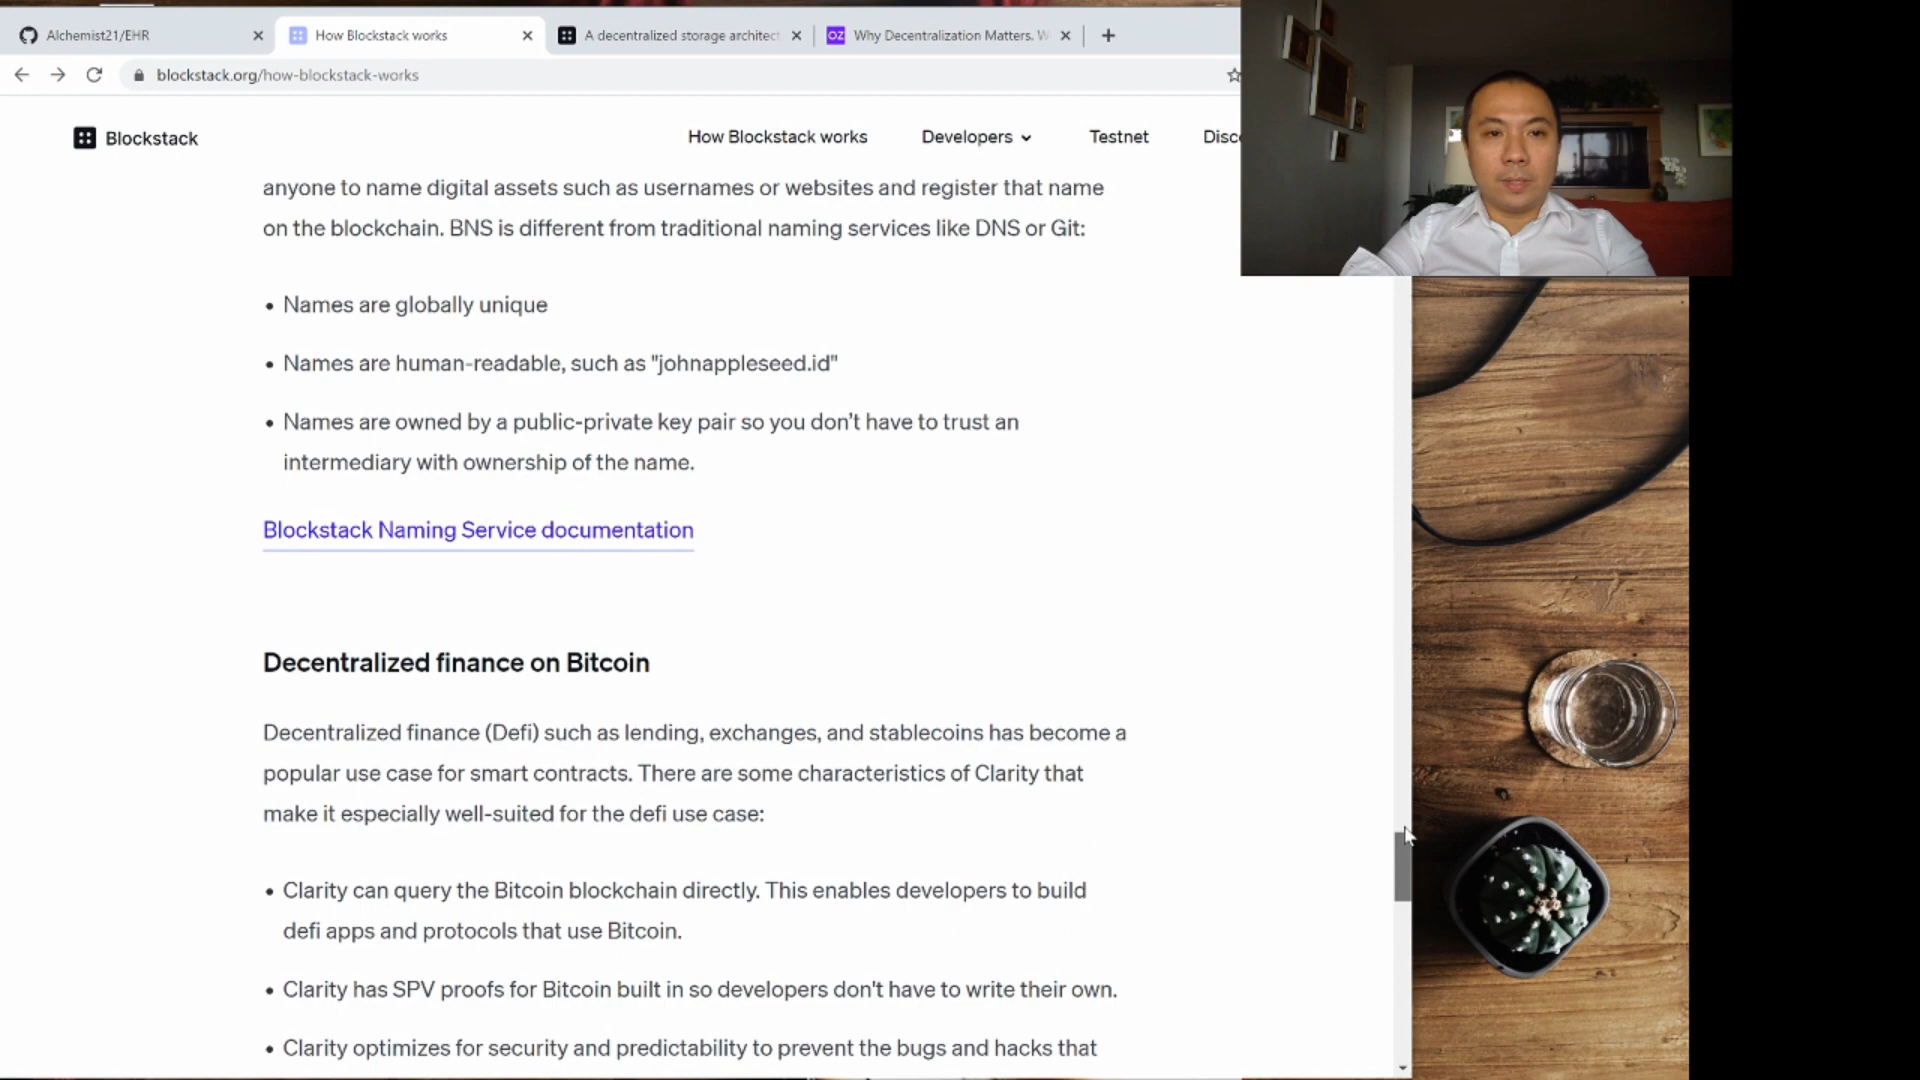 Alchemist21/EHR
How Blockstack works
A decentralized storage architect
OZ
Why Decentralization Matters. W
blockstack.org/how-blockstack-works
Blockstack
How Blockstack works
Developers
Testnet
Disc
anyone to name digital assets such as usernames or websites and register that name
on the blockchain. BNS is different from traditional naming services like DNS or Git:
• Names are globally unique
• Names are human-readable, such as "johnappleseed.id"
• Names are owned by a public-private key pair so you don't have to trust an
intermediary with ownership of the name.
Blockstack Naming Service documentation
Decentralized finance on Bitcoin
Decentralized finance (Defi) such as lending, exchanges, and stablecoins has become a
popular use case for smart contracts. There are some characteristics of Clarity that
make it especially well-suited for the defi use case:
• Clarity can query the Bitcoin blockchain directly. This enables developers to build
defi apps and protocols that use Bitcoin.
• Clarity has SPV proofs for Bitcoin built in so developers don't have to write their own.
• Clarity optimizes for security and predictability to prevent the bugs and hacks that